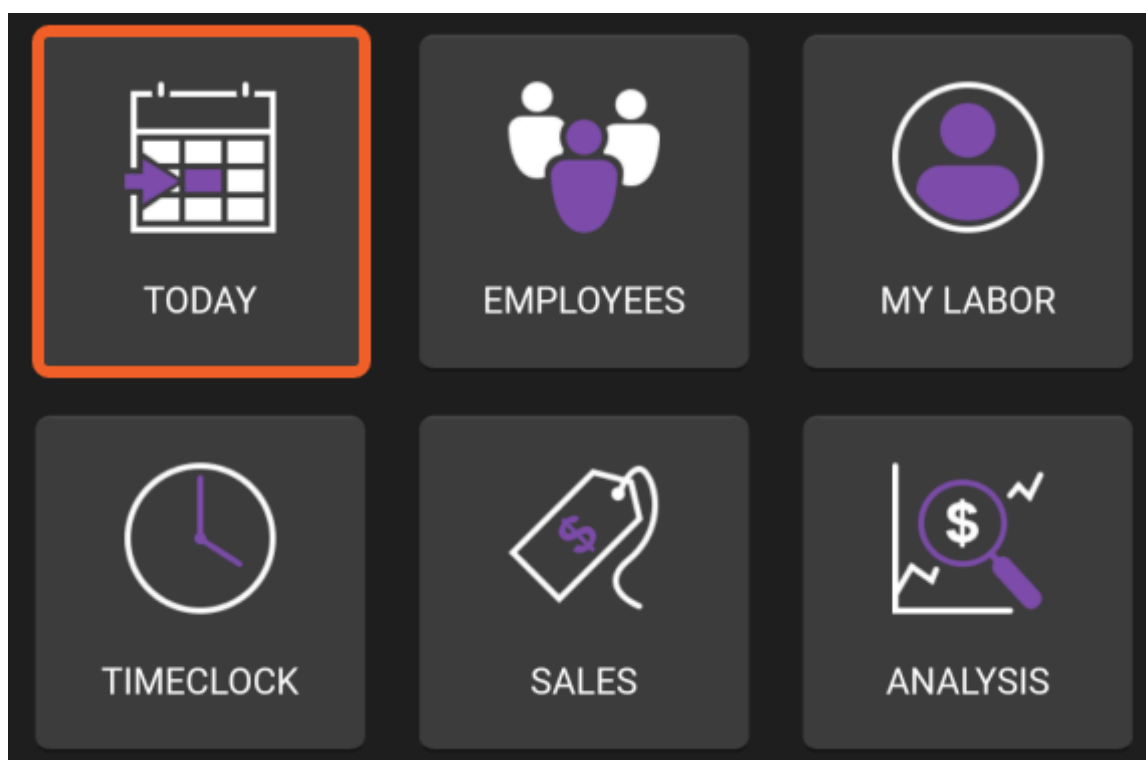 TODAY
EMPLOYEES
MY LABOR
$
$
TIMECLOCK
SALES
ANALYSIS